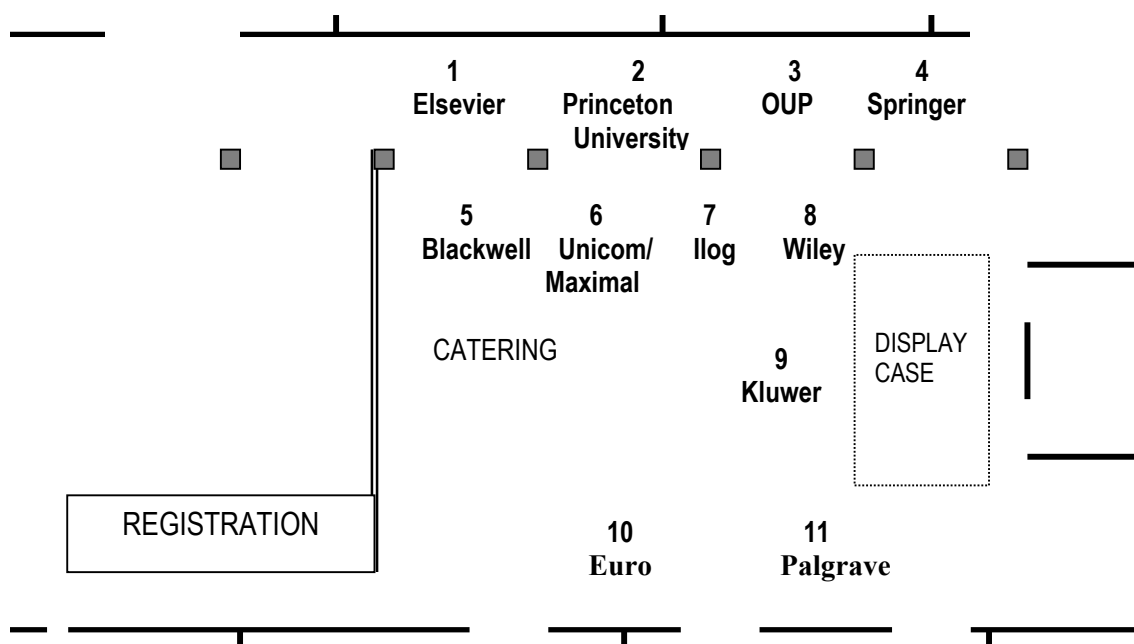 1 2 3 4
Elsevier Princeton OUP Springer
University
5 6 7 8
Blackwell Unicom/ Ilog Wiley
Maximal
CATERING
9
Kluwer
DISPLAY
CASE
REGISTRATION
10 11
Euro Palgrave